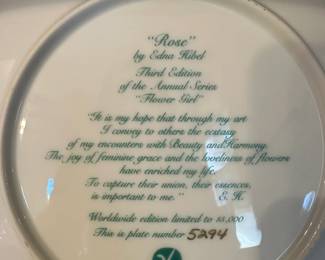 "Rose"
by Edna Hibel
Third Edition
of the Annual Series
"Flower Girl"
"It is my hope that through my art
I convey to others the ecstasy
of my encounters with Beauty and Harmony.
The joy of feminine grace and the loveliness of flowers
have enriched my life.
To capture their union, their essences,
is important to me." E. H.
Worldwide edition limited to 15,000
This is plate number 5294